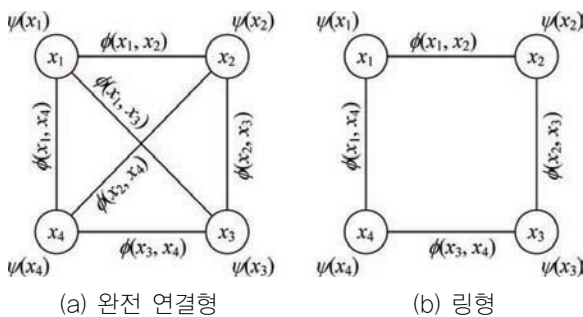 ψ(x₁) ψ(x₂) ψ(x₁) ψ(x₂)
ϕ(x₁, x₂) ϕ(x₁, x₂)
x₁ x₂ x₁ x₂
ϕ(x₁, x₃)
ϕ(x₁, x₄) ϕ(x₂, x₃) ϕ(x₁, x₄) ϕ(x₂, x₃)
ϕ(x₂, x₄)
x₄ x₃ x₄ x₃
ϕ(x₃, x₄) ϕ(x₃, x₄)
ψ(x₄) ψ(x₃) ψ(x₄) ψ(x₃)
(a) 완전 연결형 (b) 링형